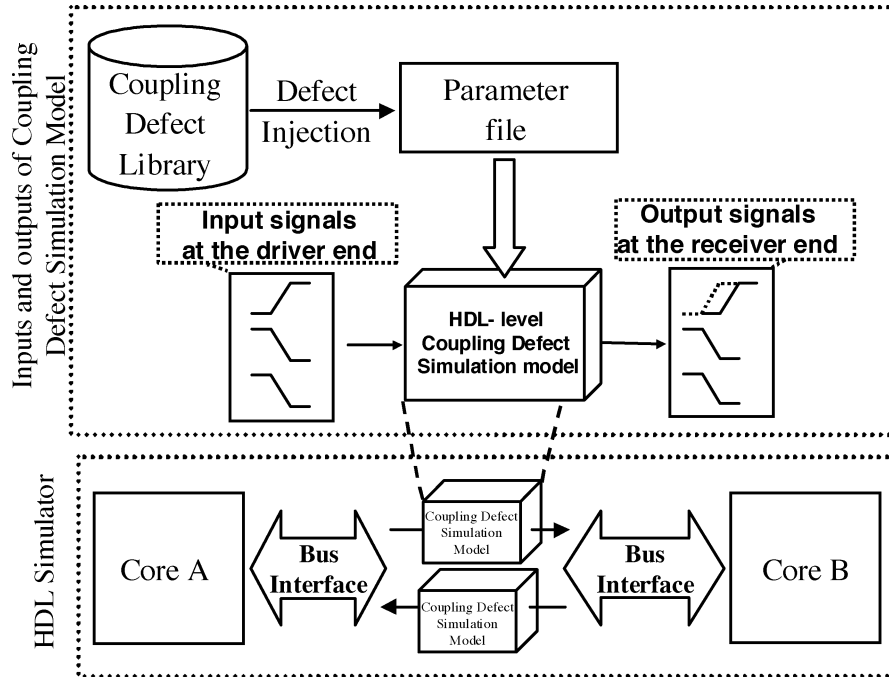 Inputs and outputs of Coupling
Defect Simulation Model
Coupling
Defect
Library
Defect
Injection
Parameter
file
Input signals
at the driver end
Output signals
at the receiver end
HDL- level
Coupling Defect
Simulation model
HDL Simulator
Core A
Bus
Interface
Coupling Defect
Simulation
Model
Coupling Defect
Simulation
Model
Bus
Interface
Core B